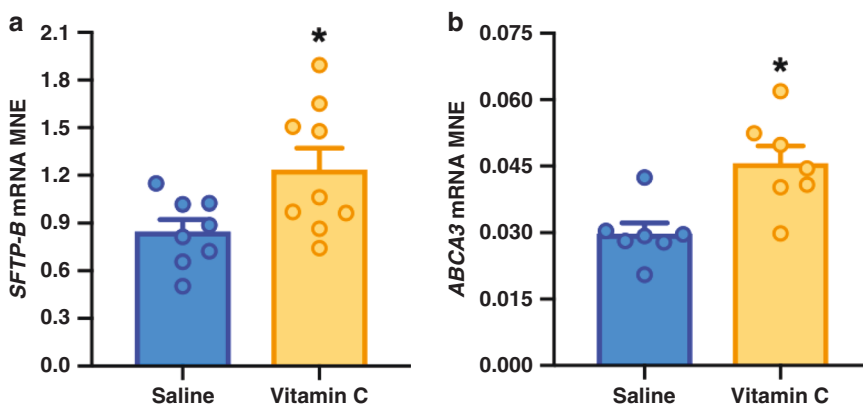 a
SFTP-B mRNA MNE
2.1
1.8
1.5
1.2
0.9
0.6
0.3
0.0
*
Saline
Vitamin C
b
ABCA3 mRNA MNE
0.075
0.060
0.045
0.030
0.015
0.000
*
Saline
Vitamin C